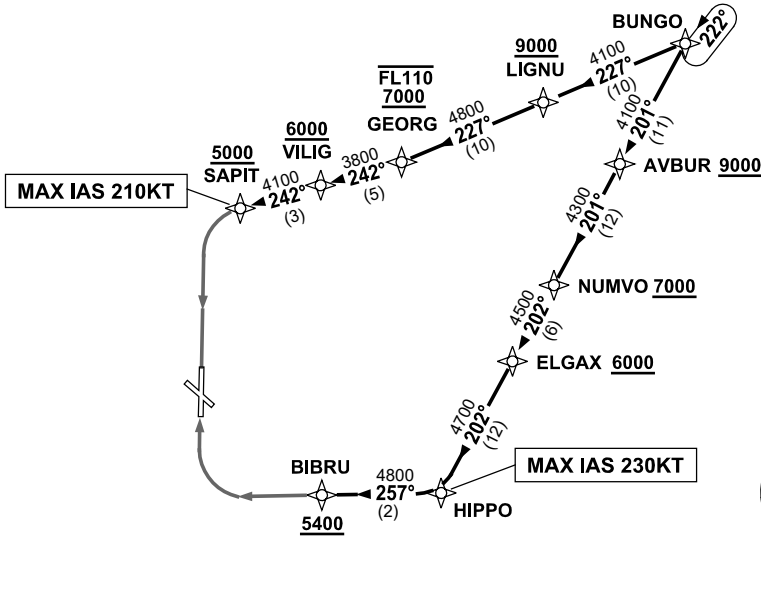 BUNGO
222°
9000
LIGNU
4100
227°
(10)
FL110
7000
GEORG
4800
227°
(10)
4100
201°
(11)
6000
VILIG
3800
242°
(5)
AVBUR 9000
5000
SAPIT
4100
242°
(3)
MAX IAS 210KT
4300
201°
(12)
NUMVO 7000
4500
202°
(6)
ELGAX 6000
4700
202°
(12)
MAX IAS 230KT
BIBRU
4800
257°
(2)
HIPPO
5400